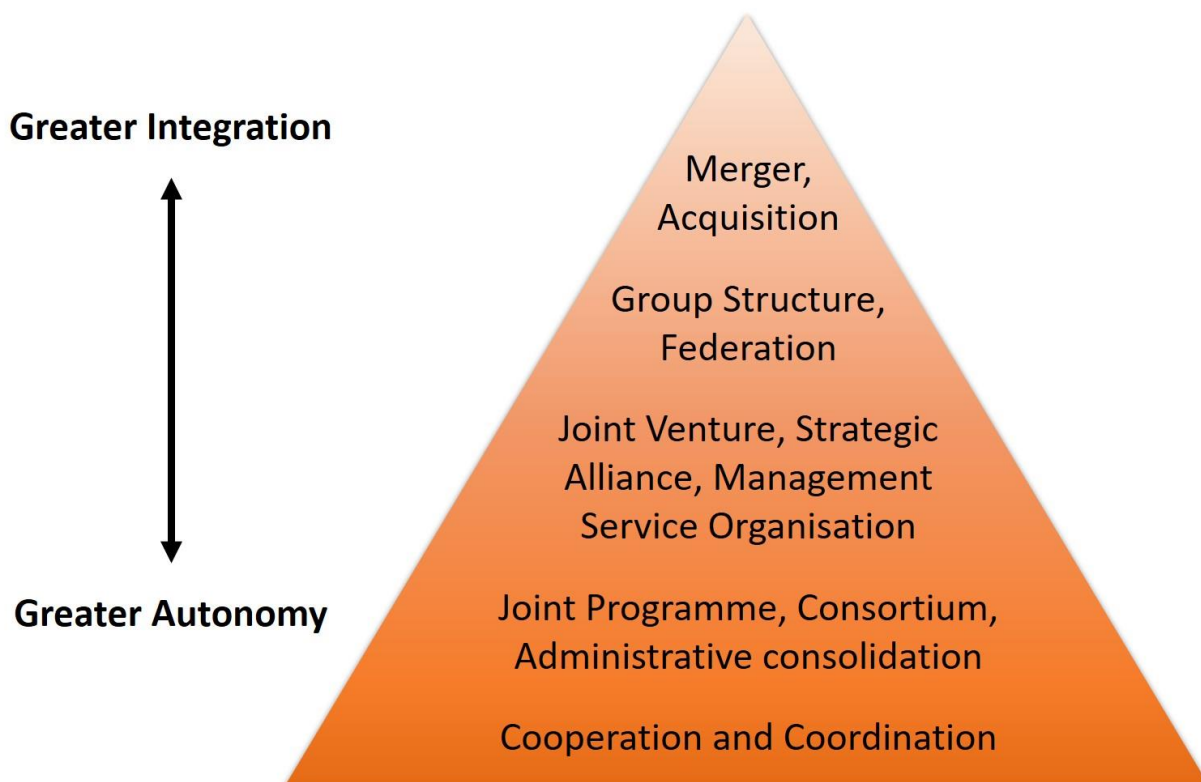 Greater Integration
Greater Autonomy
Merger,
Acquisition
Group Structure,
Federation
Joint Venture, Strategic
Alliance, Management
Service Organisation
Joint Programme, Consortium,
Administrative consolidation
Cooperation and Coordination